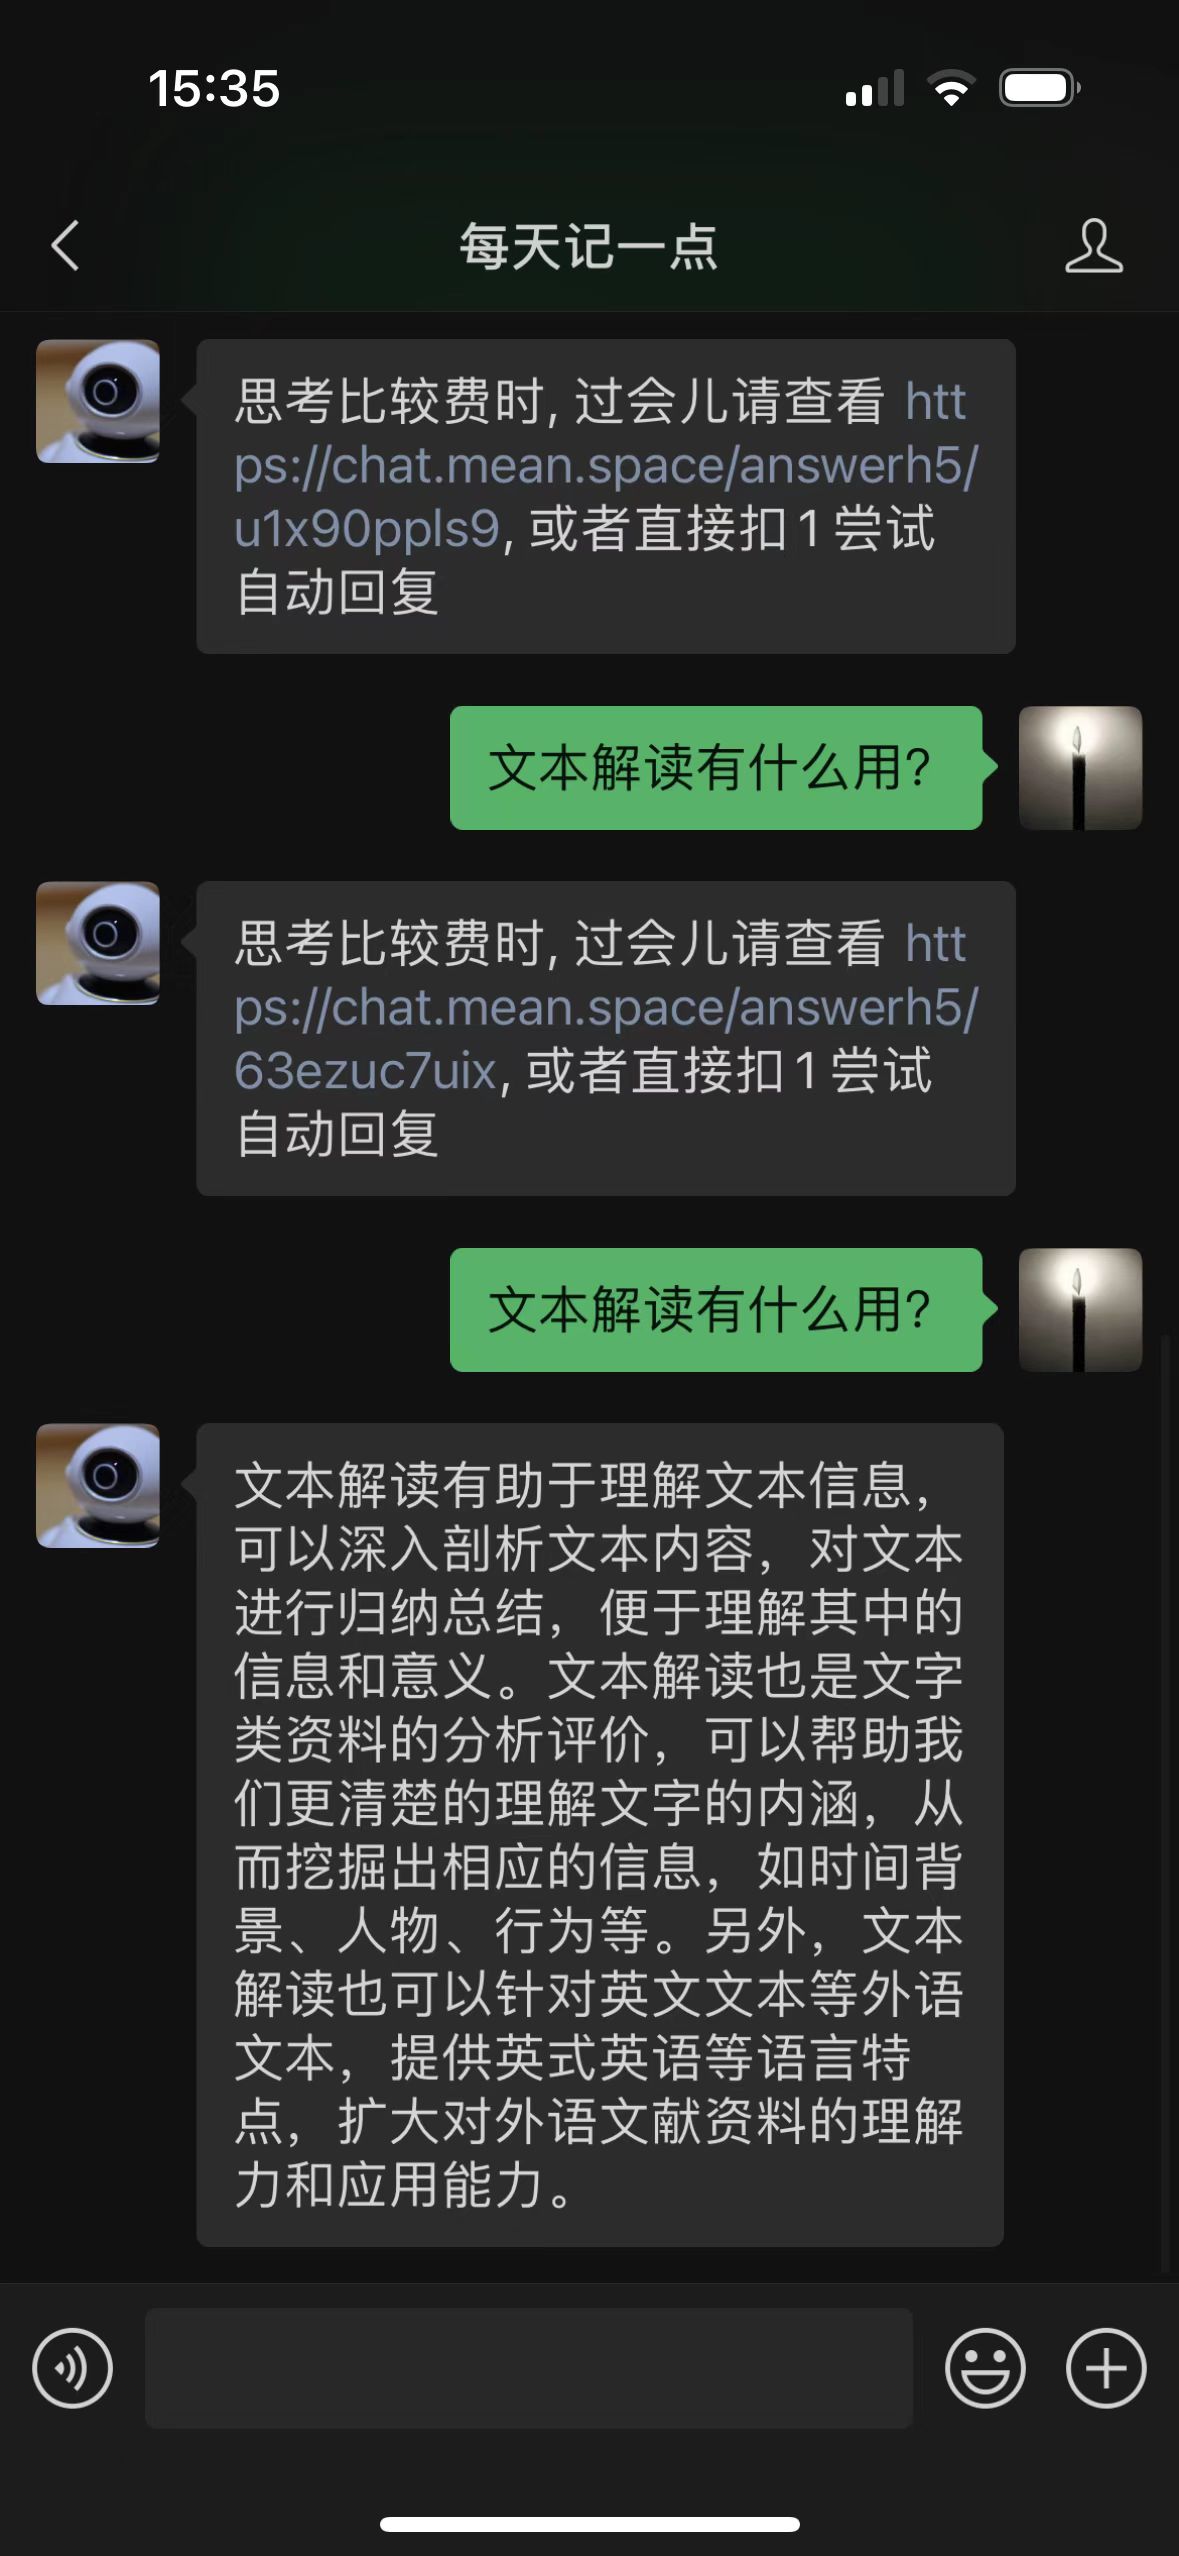 15:35
每天记一点
思考比较费时, 过会儿请查看 htt
ps://chat.mean.space/answerh5/
u1x90ppls9, 或者直接扣 1 尝试
自动回复
文本解读有什么用?
思考比较费时, 过会儿请查看 htt
ps://chat.mean.space/answerh5/
63ezuc7uix, 或者直接扣 1 尝试
自动回复
文本解读有什么用?
文本解读有助于理解文本信息，
可以深入剖析文本内容，对文本
进行归纳总结，便于理解其中的
信息和意义。文本解读也是文字
类资料的分析评价，可以帮助我
们更清楚的理解文字的内涵，从
而挖掘出相应的信息，如时间背
景、人物、行为等。另外，文本
解读也可以针对英文文本等外语
文本，提供英式英语等语言特
点，扩大对外语文献资料的理解
力和应用能力。